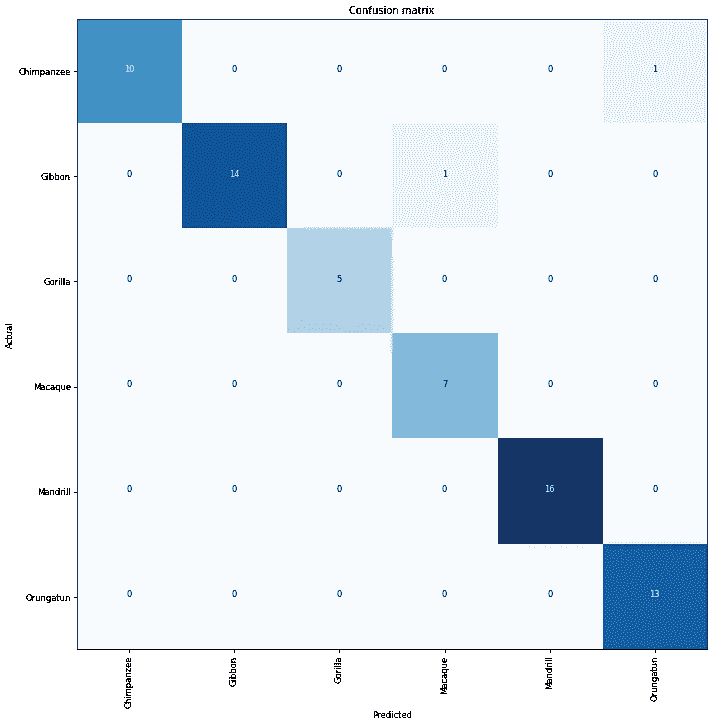 Confusion matrix
Chimpanzee 10 0 0 0 0 1
Gibbon 0 14 0 1 0 0
Gorilla 0 0 5 0 0 0
Actual
Macaque 0 0 0 7 0 0
Mandrill 0 0 0 0 16 0
Orungatun 0 0 0 0 0 13
Chimpanzee Gibbon Gorilla Macaque Mandrill Orungatun
Predicted